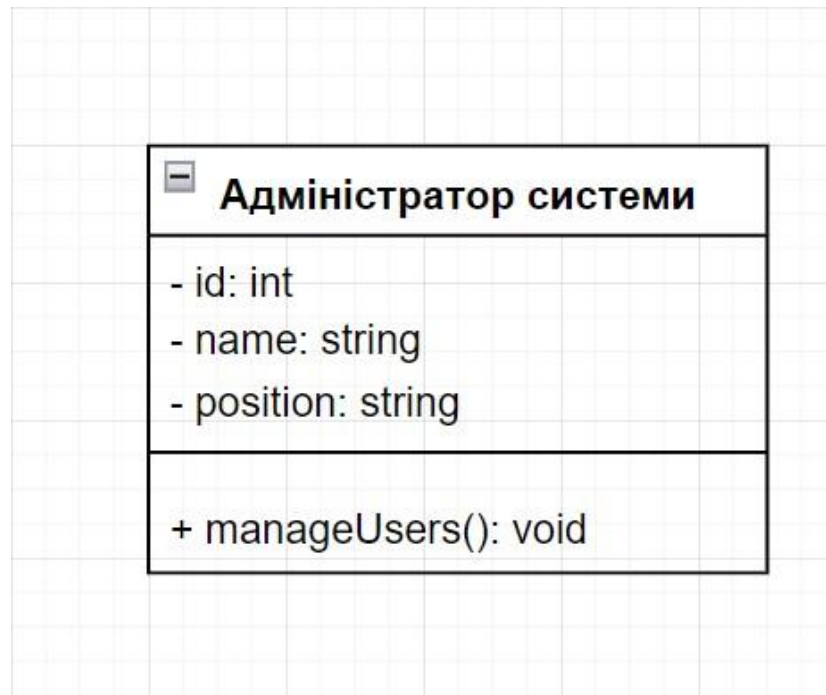 Адміністратор системи
- id: int
- name: string
- position: string
+ manageUsers(): void